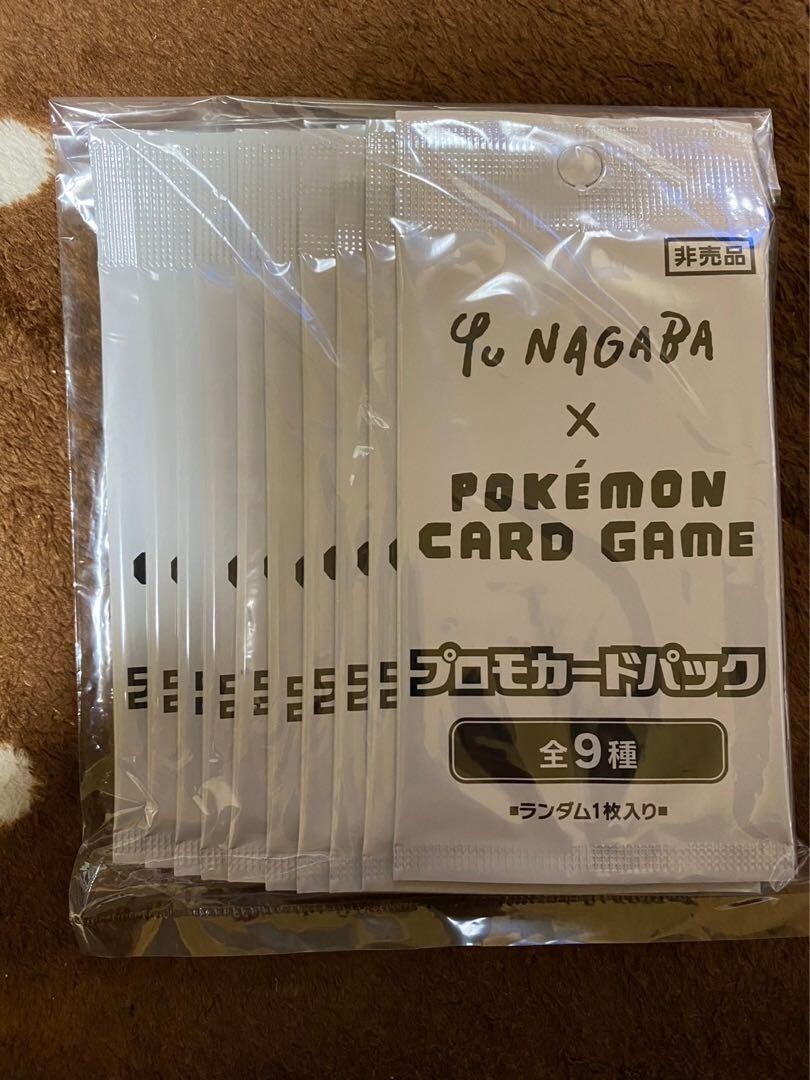 非売品
Yu NAGABA
×
POKÉMON
CARD GAME
プロモカードパック
全9種
■ランダム1枚入り■